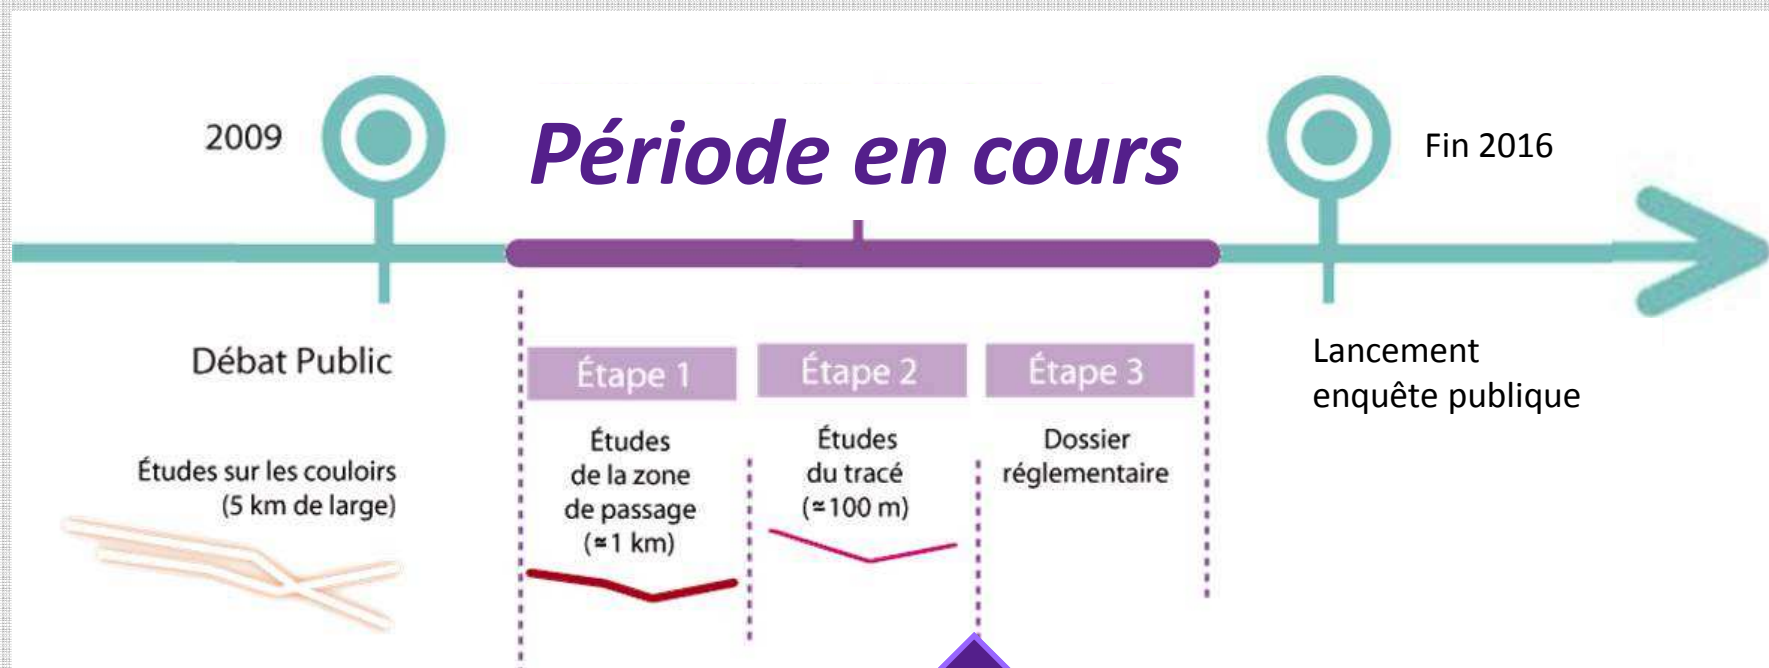 2009
Période en cours
Fin 2016
Débat Public
Études sur les couloirs
(5 km de large)
Étape 1
Études
de la zone
de passage
(≃1 km)
Étape 2
Études
du tracé
(≃100 m)
Étape 3
Dossier
réglementaire
Lancement
enquête publique